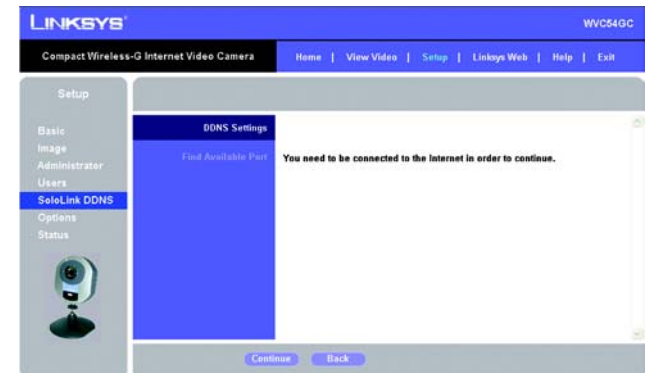 LINKSYS®
WVC54GC
Compact Wireless-G Internet Video Camera
Home | View Video | Setup | Linksys Web | Help | Exit
Setup
Basic
Image
Administrator
Users
SoloLink DDNS
Options
Status
DDNS Settings
Find Available Port
You need to be connected to the Internet in order to continue.
Continue
Back